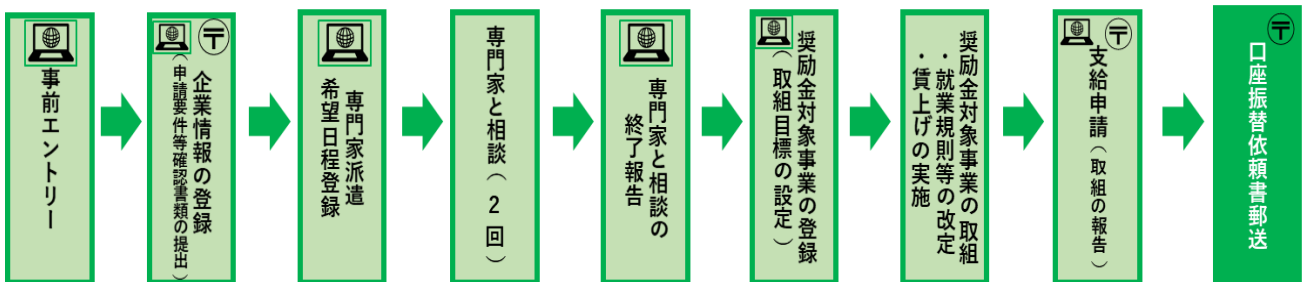 事前エントリー
〒
企業情報の登録
(申請要件等確認書類の提出)
専門家派遣
希望日程登録
専門家と相談(2回)
専門家と相談の
終了報告
奨励金対象事業の登録
(取組目標の設定)
奨励金対象事業の取組
・就業規則等の改定
・賃上げの実施
〒
支給申請(取組の報告)
〒
口座振替依頼書郵送